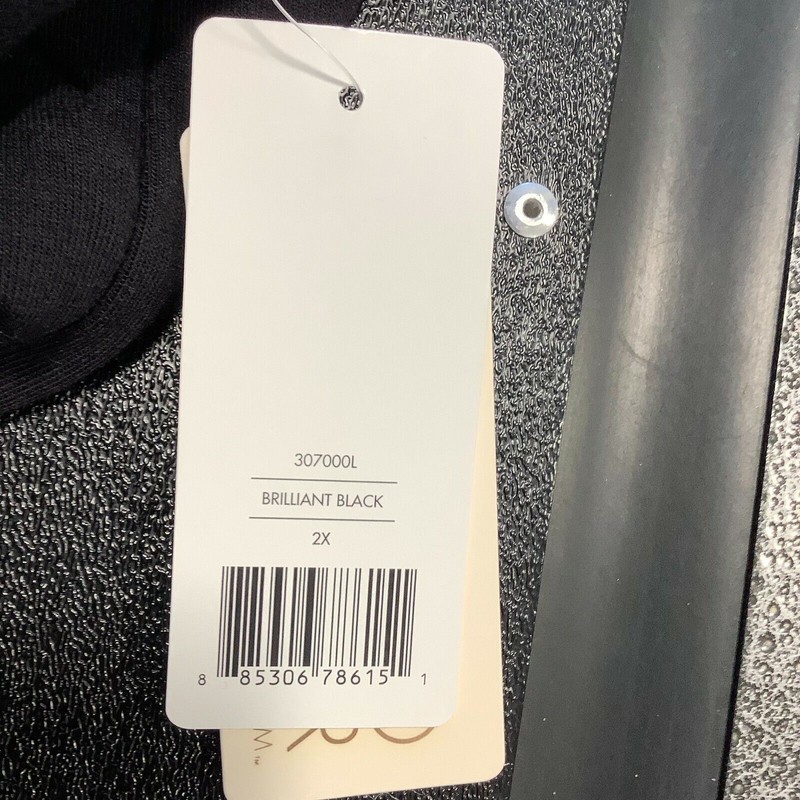 307000L
BRILLIANT BLACK
2X
8 85306 78615 1